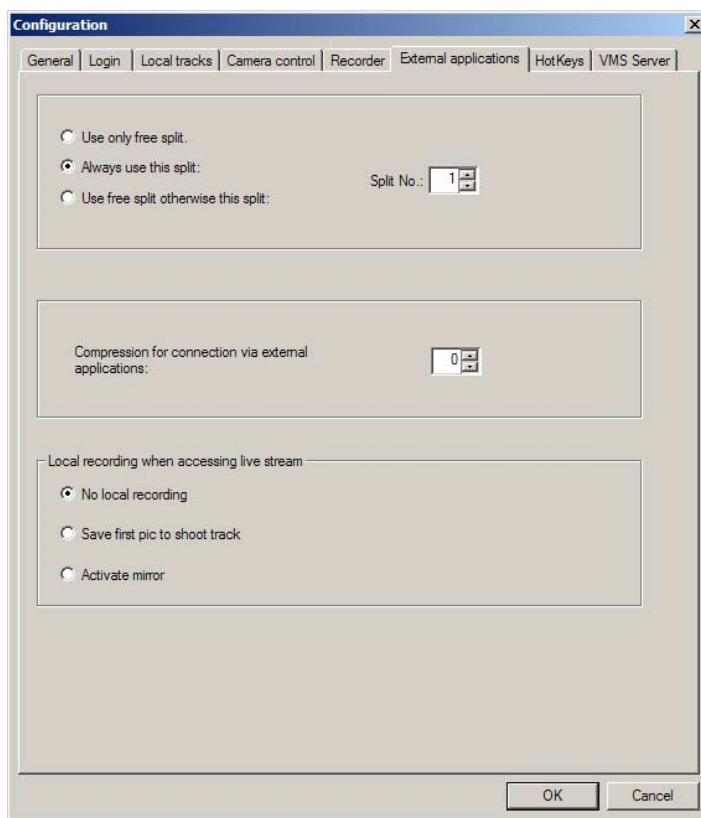 Configuration
General Login Local tracks Camera control Recorder External applications HotKeys VMS Server
Use only free split.
Always use this split:
Split No.: 1
Use free split otherwise this split:
Compression for connection via external
applications:
0
Local recording when accessing live stream
No local recording
Save first pic to shoot track
Activate mirror
OK Cancel